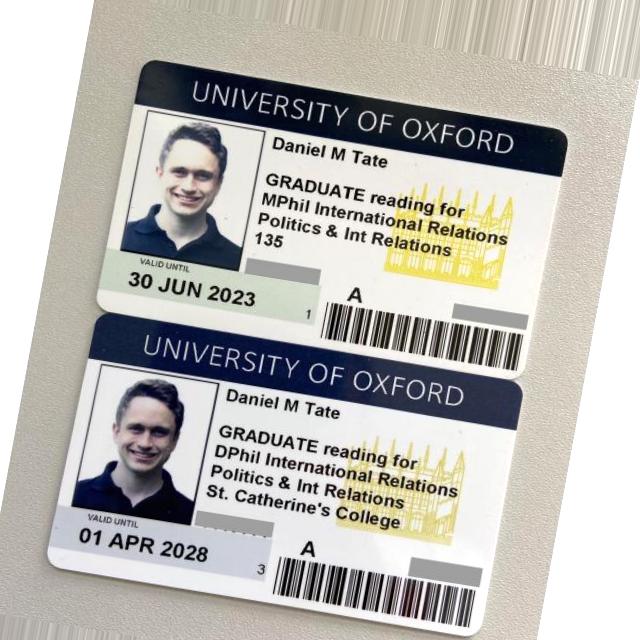 UNIVERSITY OF OXFORD
Daniel M Tate
GRADUATE reading for
MPhil International Relations
Politics & Int Relations
135
VALID UNTIL
30 JUN 2023
1
A
UNIVERSITY OF OXFORD
Daniel M Tate
GRADUATE reading for
DPhil International Relations
Politics & Int Relations
St. Catherine's College
VALID UNTIL
01 APR 2028
3
A